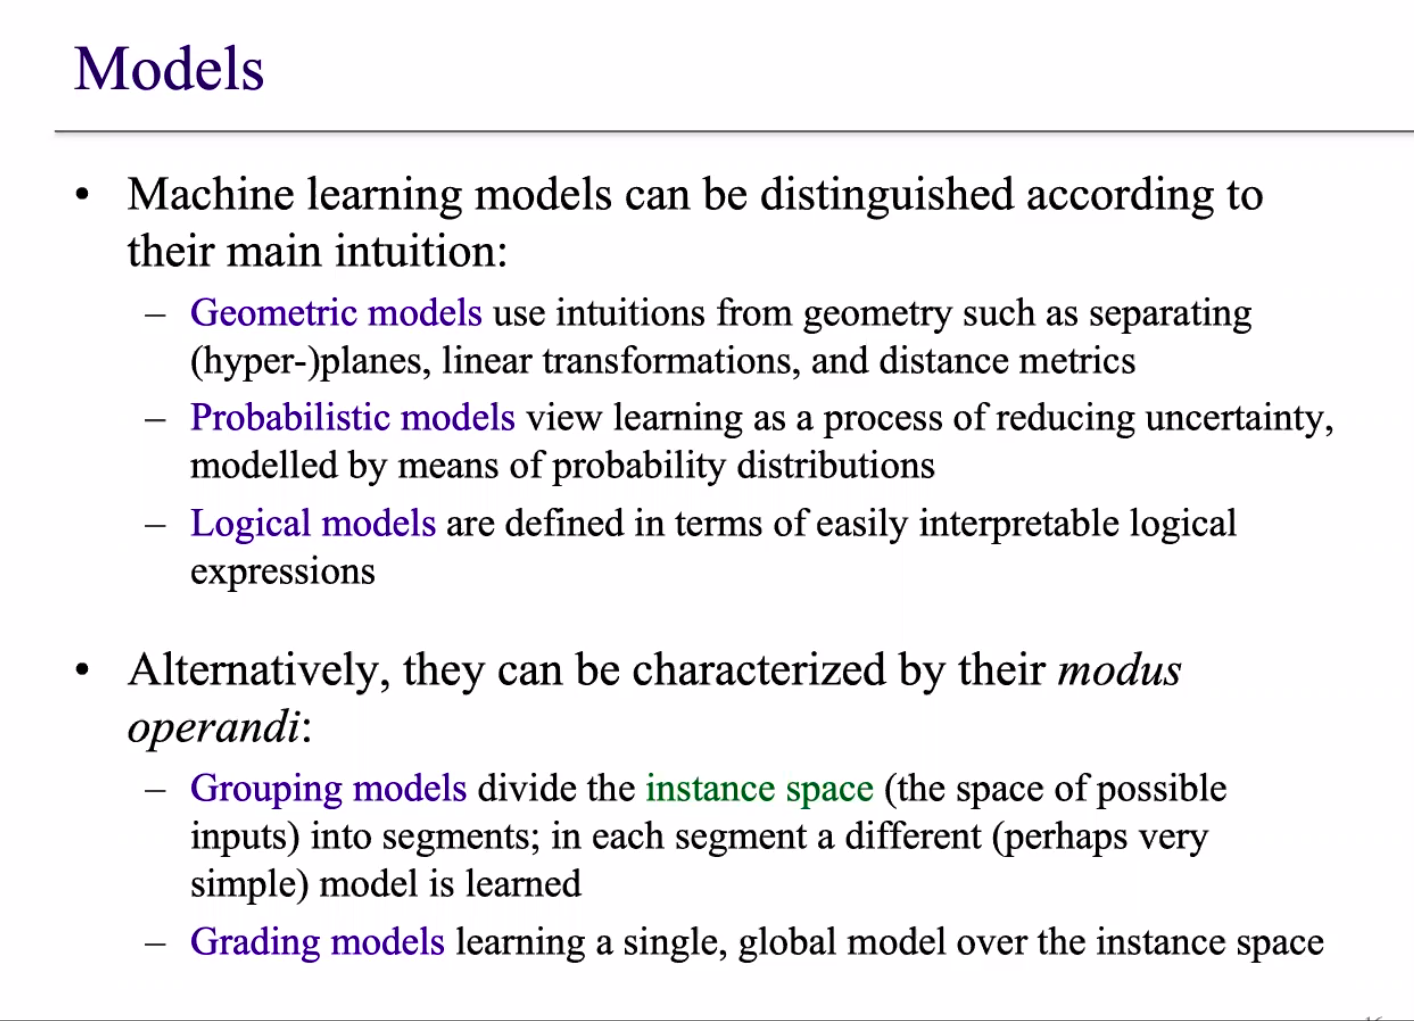 Models
• Machine learning models can be distinguished according to
their main intuition:
– Geometric models use intuitions from geometry such as separating
(hyper-)planes, linear transformations, and distance metrics
– Probabilistic models view learning as a process of reducing uncertainty,
modelled by means of probability distributions
– Logical models are defined in terms of easily interpretable logical
expressions
• Alternatively, they can be characterized by their modus
operandi:
– Grouping models divide the instance space (the space of possible
inputs) into segments; in each segment a different (perhaps very
simple) model is learned
– Grading models learning a single, global model over the instance space